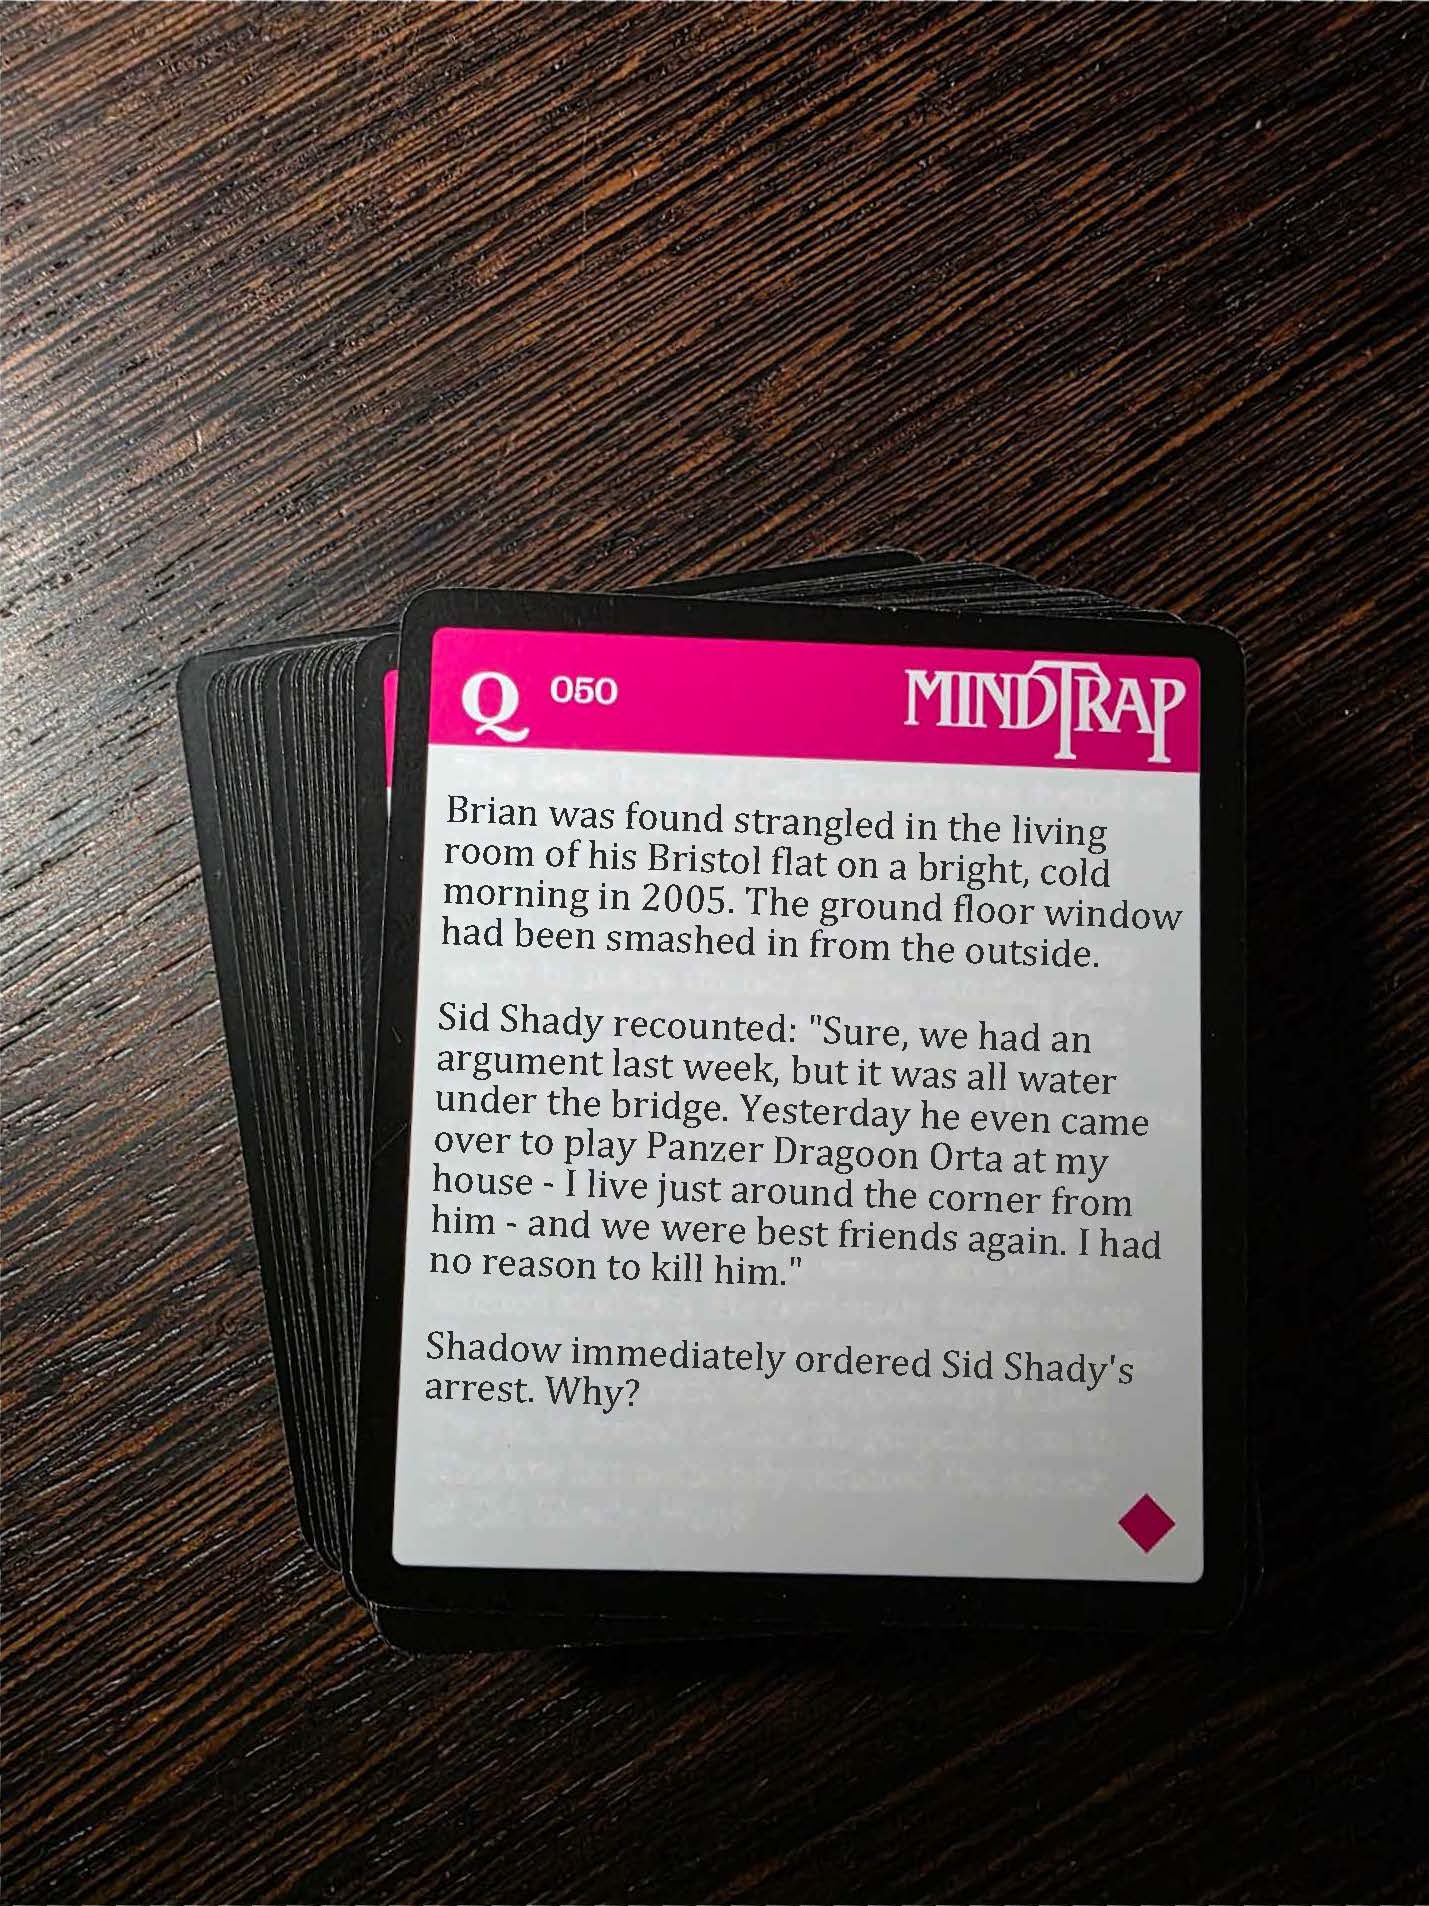 Q 050 MINDTRAP
Brian was found strangled in the living
room of his Bristol flat on a bright, cold
morning in 2005. The ground floor window
had been smashed in from the outside.
Sid Shady recounted: "Sure, we had an
argument last week, but it was all water
under the bridge. Yesterday he even came
over to play Panzer Dragoon Orta at my
house - I live just around the corner from
him - and we were best friends again. I had
no reason to kill him."
Shadow immediately ordered Sid Shady's
arrest. Why?